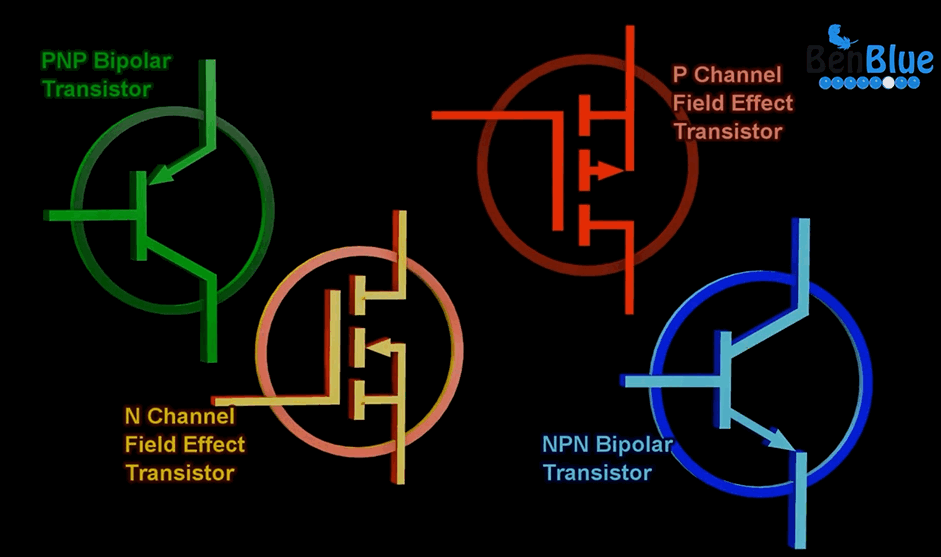 PNP Bipolar
Transistor
P Channel
Field Effect
Transistor
BenBlue
N Channel
Field Effect
Transistor
NPN Bipolar
Transistor